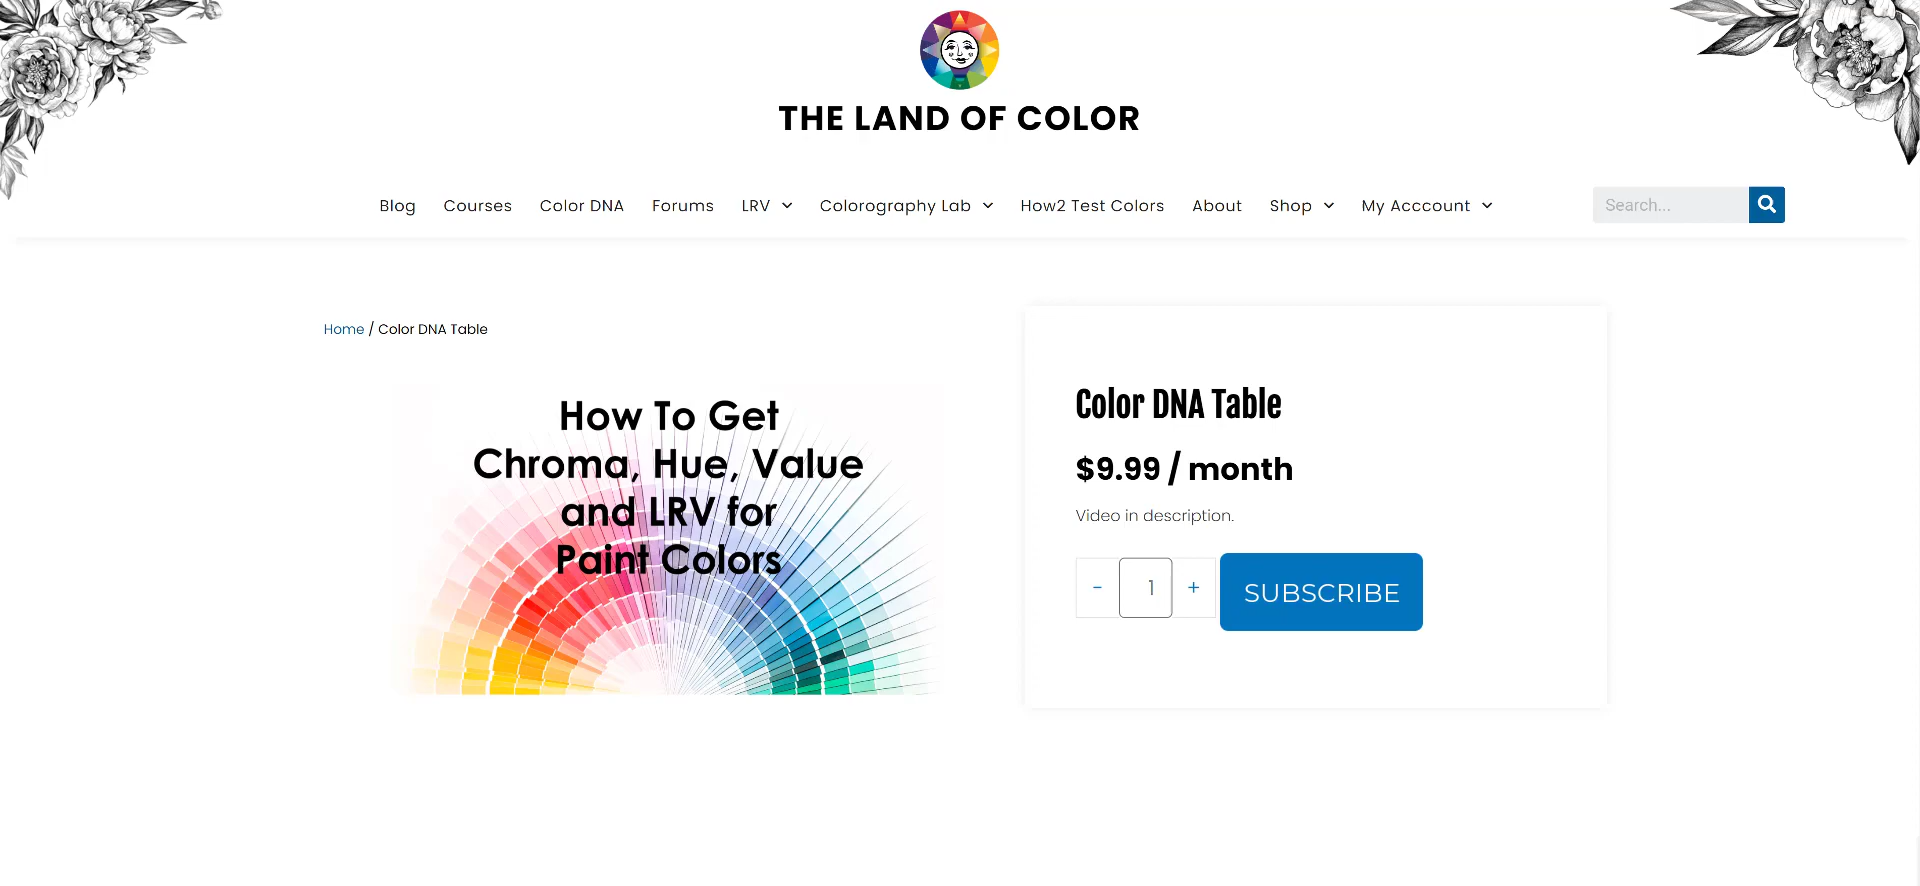 THE LAND OF COLOR
Blog Courses Color DNA Forums LRV Colorography Lab How2 Test Colors About Shop My Acccount Search...
Home / Color DNA Table
How To Get
Chroma, Hue, Value
and LRV for
Paint Colors
Color DNA Table
$9.99 / month
Video in description.
- 1 + SUBSCRIBE